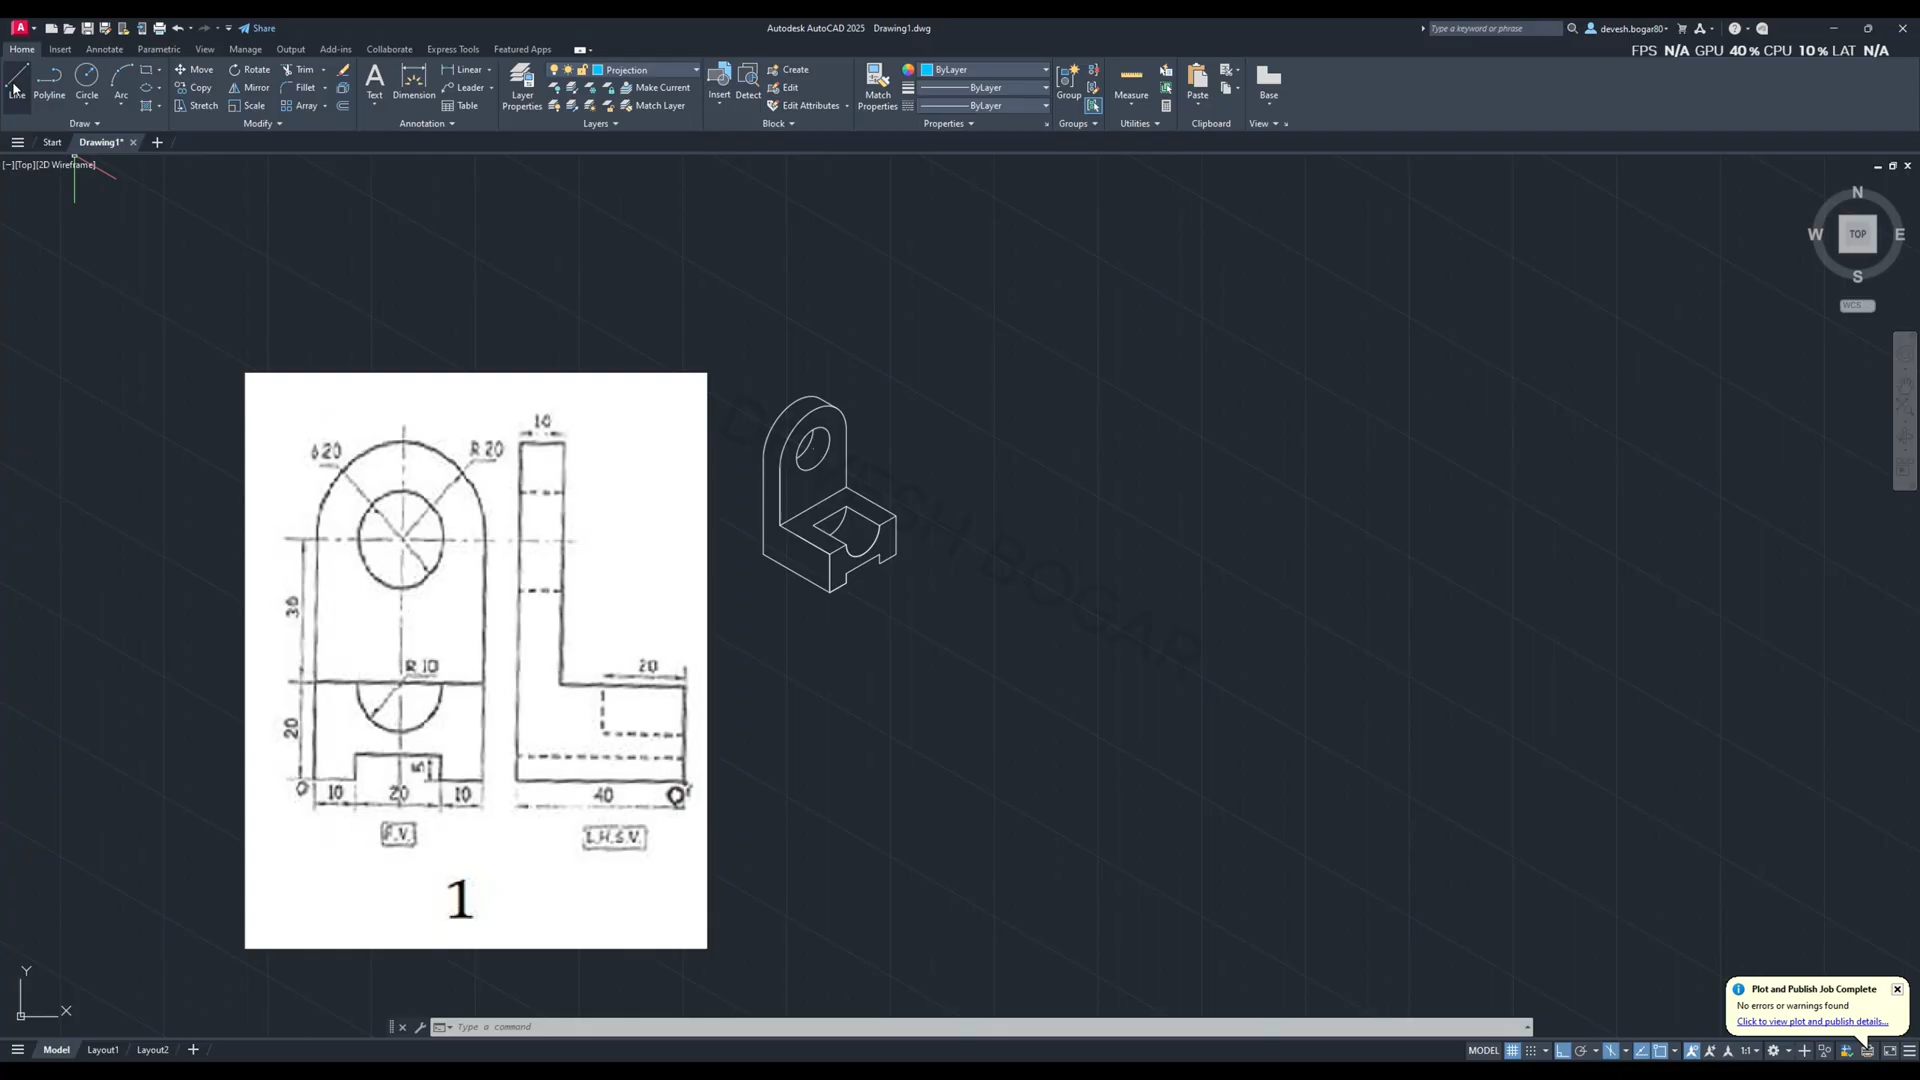 Share
Autodesk AutoCAD 2025 Drawing1.dwg
Type a keyword or phrase
devesh.bogar80
Home Insert Annotate Parametric View Manage Output Add-ins Collaborate Express Tools Featured Apps
FPS N/A GPU 40 % CPU 10 % LAT N/A
Line Polyline Circle Arc
Move Rotate Trim
Copy Mirror Fillet
Stretch Scale Array
Text Dimension
Linear
Leader
Table
Layer Properties
Projection
Make Current
Match Layer
Insert Detect
Create
Edit
Edit Attributes
Match Properties
ByLayer
ByLayer
ByLayer
Group Measure Paste Base
Draw Modify Annotation Layers Block Properties Groups Utilities Clipboard View
Start Drawing1*
[−][Top][2D Wireframe]
N
W TOP E
S
WCS
10
ϕ20 R 20
30
R 10 20
20
5
O 10 20 10 40 O'
F.V. L.H.S.V.
1
DEVESH BOGAR
Y
X
Type a command
Plot and Publish Job Complete
No errors or warnings found
Click to view plot and publish details...
Model Layout1 Layout2
MODEL 1:1